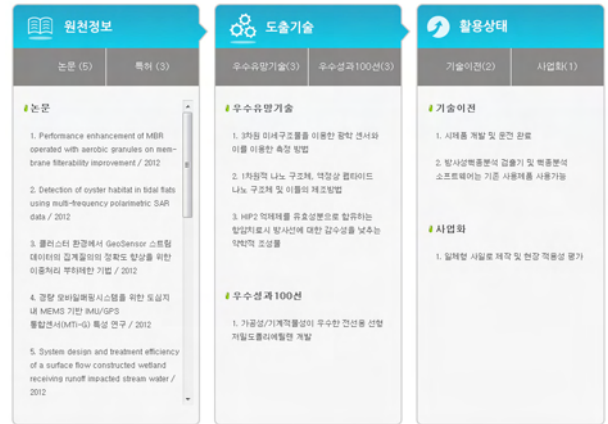 원천정보
논문 (5)
특허 (3)
논문
1. Performance enhancement of MBR
operated with aerobic granules on mem-
brane filterability improvement / 2012
2. Detection of oyster habitat in tidal flats
using multi-frequency polarimetric SAR
data / 2012
3. 클러스터 환경에서 GeoSensor 스트림
데이터의 집계질의의 정확도 향상을 위한
이중처리 부하제한 기법 / 2012
4. 경량 모바일매핑시스템을 위한 도심지
내 MEMS 기반 IMU/GPS
통합센서(MTi-G) 특성 연구 / 2012
5. System design and treatment efficiency
of a surface flow constructed wetland
receiving runoff impacted stream water /
2012
도출기술
우수유망기술(3)
우수성과100선(3)
우수유망기술
1. 3차원 미세구조물을 이용한 광학 센서와
이를 이용한 측정 방법
2. 1차원적 나노 구조체, 액정상 펩타이드
나노 구조체 및 이들의 제조방법
3. HIP2 억제제를 유효성분으로 함유하는
항암치료시 방사선에 대한 감수성을 낮추는
약학적 조성물
우수성과100선
1. 가공성/기계적물성이 우수한 전선용 선형
저밀도폴리에틸렌 개발
활용상태
기술이전(2)
사업화(1)
기술이전
1. 시제품 개발 및 운전 완료
2. 방사성핵종분석 검출기 및 핵종분석
소프트웨어는 기존 사용제품 사용가능
사업화
1. 일체형 사일로 제작 및 현장 적용성 평가